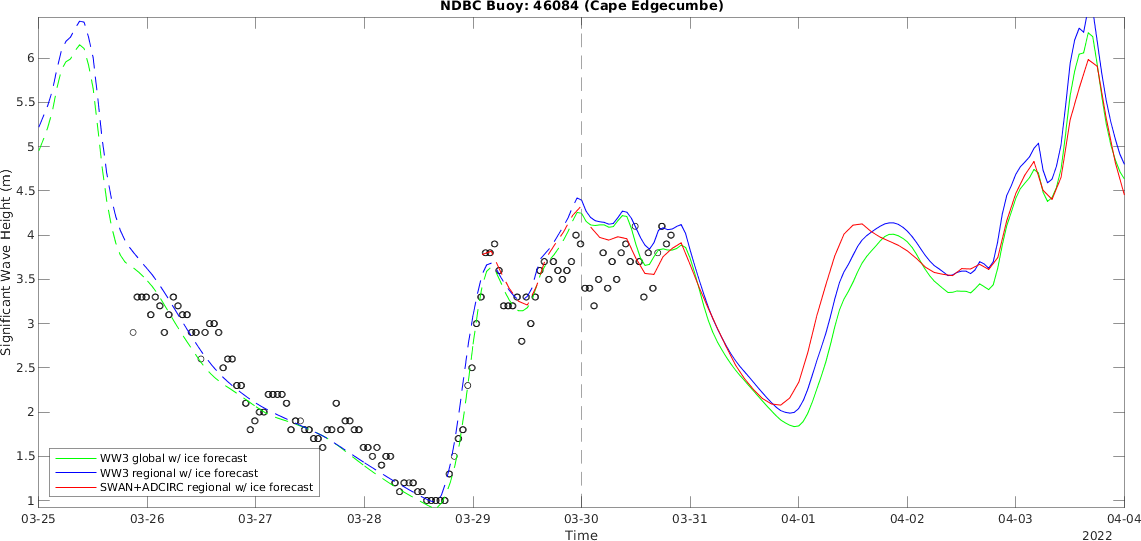 NDBC Buoy: 46084 (Cape Edgecumbe)
Significant Wave Height (m)
6
5.5
5
4.5
4
3.5
3
2.5
2
1.5
1
WW3 global w/ ice forecast
WW3 regional w/ ice forecast
SWAN+ADCIRC regional w/ ice forecast
03-25 03-26 03-27 03-28 03-29 03-30 03-31 04-01 04-02 04-03 04-04
Time
2022